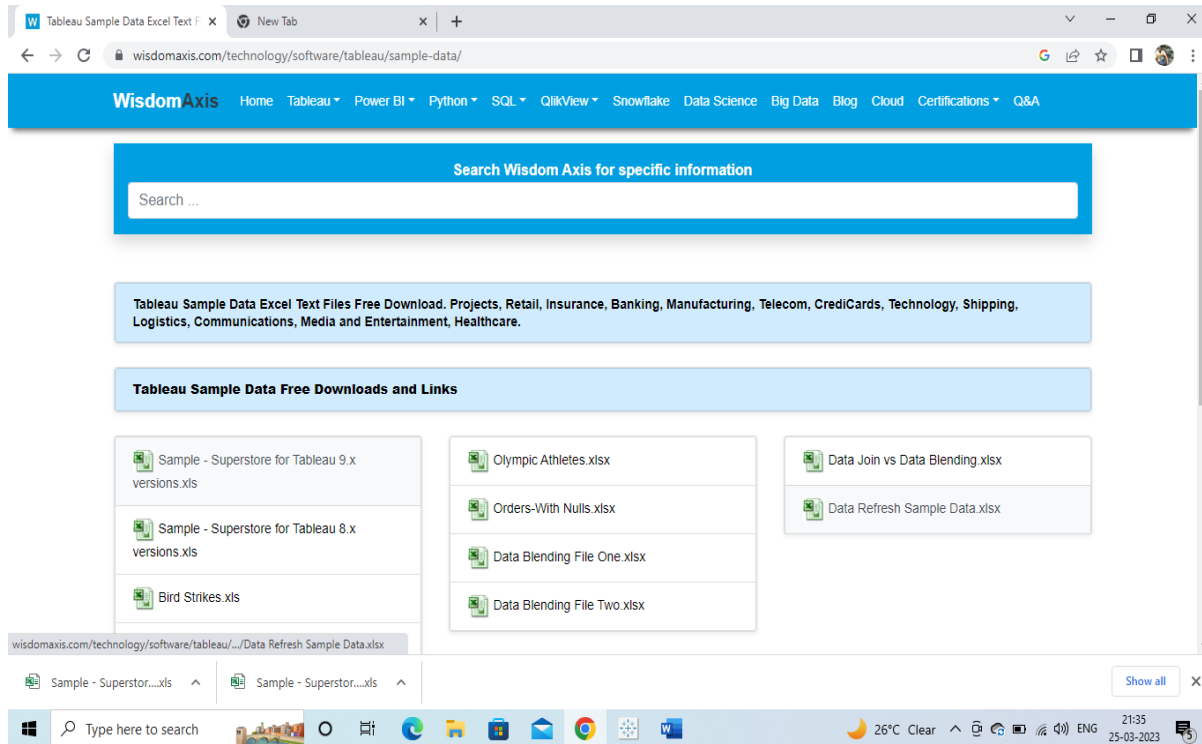 Tableau Sample Data Excel Text F
New Tab
wisdomaxis.com/technology/software/tableau/sample-data/
WisdomAxis Home Tableau Power BI Python SQL QlikView Snowflake Data Science Big Data Blog Cloud Certifications Q&A
Search Wisdom Axis for specific information
Search ...
Tableau Sample Data Excel Text Files Free Download. Projects, Retail, Insurance, Banking, Manufacturing, Telecom, CrediCards, Technology, Shipping,
Logistics, Communications, Media and Entertainment, Healthcare.
Tableau Sample Data Free Downloads and Links
Sample - Superstore for Tableau 9.x
versions.xls
Sample - Superstore for Tableau 8.x
versions.xls
Bird Strikes.xls
Olympic Athletes.xlsx
Orders-With Nulls.xlsx
Data Blending File One.xlsx
Data Blending File Two.xlsx
Data Join vs Data Blending.xlsx
Data Refresh Sample Data.xlsx
wisdomaxis.com/technology/software/tableau/.../Data Refresh Sample Data.xlsx
Sample - Superstor....xls
Sample - Superstor....xls
Show all
Type here to search
26°C Clear
ENG
21:35
25-03-2023
5